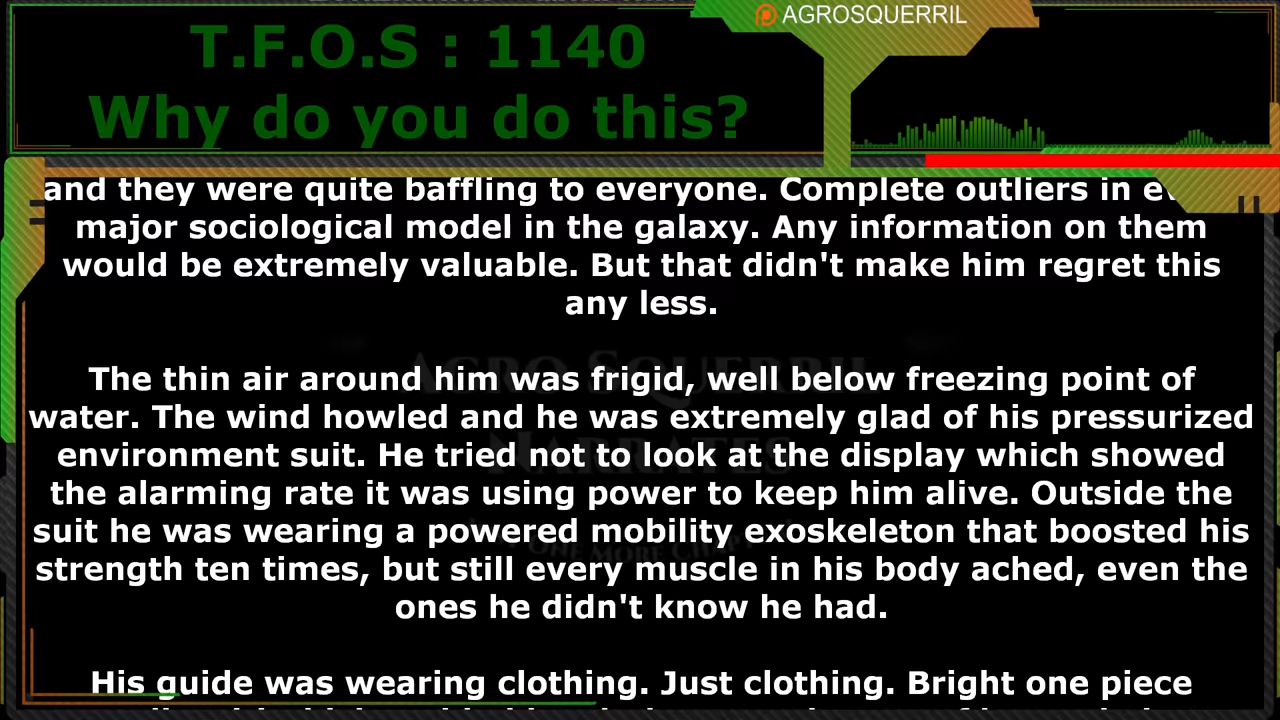 AGROSQUERRIL
T.F.O.S : 1140
Why do you do this?
and they were quite baffling to everyone. Complete outliers in
major sociological model in the galaxy. Any information on them
would be extremely valuable. But that didn't make him regret this
any less.
AGRO SQUERRIL
NARRATES
ONE MORE
The thin air around him was frigid, well below freezing point of
water. The wind howled and he was extremely glad of his pressurized
environment suit. He tried not to look at the display which showed
the alarming rate it was using power to keep him alive. Outside the
suit he was wearing a powered mobility exoskeleton that boosted his
strength ten times, but still every muscle in his body ached, even the
ones he didn't know he had.
His guide was wearing clothing. Just clothing. Bright one piece